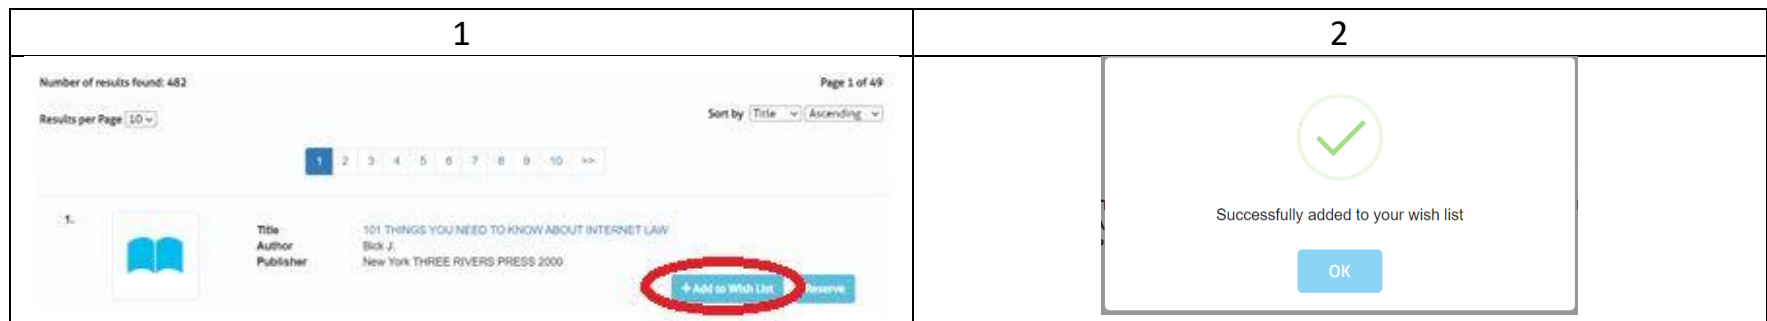 1
2
Number of results found: 482
Page 1 of 49
Results per Page 10
Sort by Title Ascending
1 2 3 4 5 6 7 8 9 10 >>
1.
Title 101 THINGS YOU NEED TO KNOW ABOUT INTERNET LAW
Author Bick J.
Publisher New York THREE RIVERS PRESS 2000
+ Add to Wish List
Reserve
Successfully added to your wish list
OK